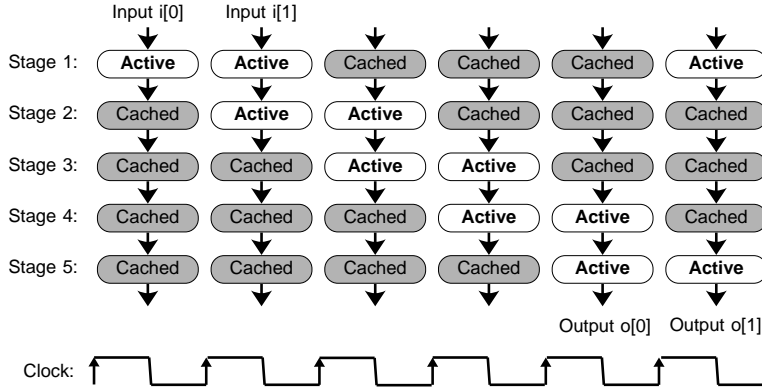 Input i[0] Input i[1]
Stage 1: Active Active Cached Cached Cached Active
Stage 2: Cached Active Active Cached Cached Cached
Stage 3: Cached Cached Active Active Cached Cached
Stage 4: Cached Cached Cached Active Active Cached
Stage 5: Cached Cached Cached Cached Active Active
Output o[0] Output o[1]
Clock: